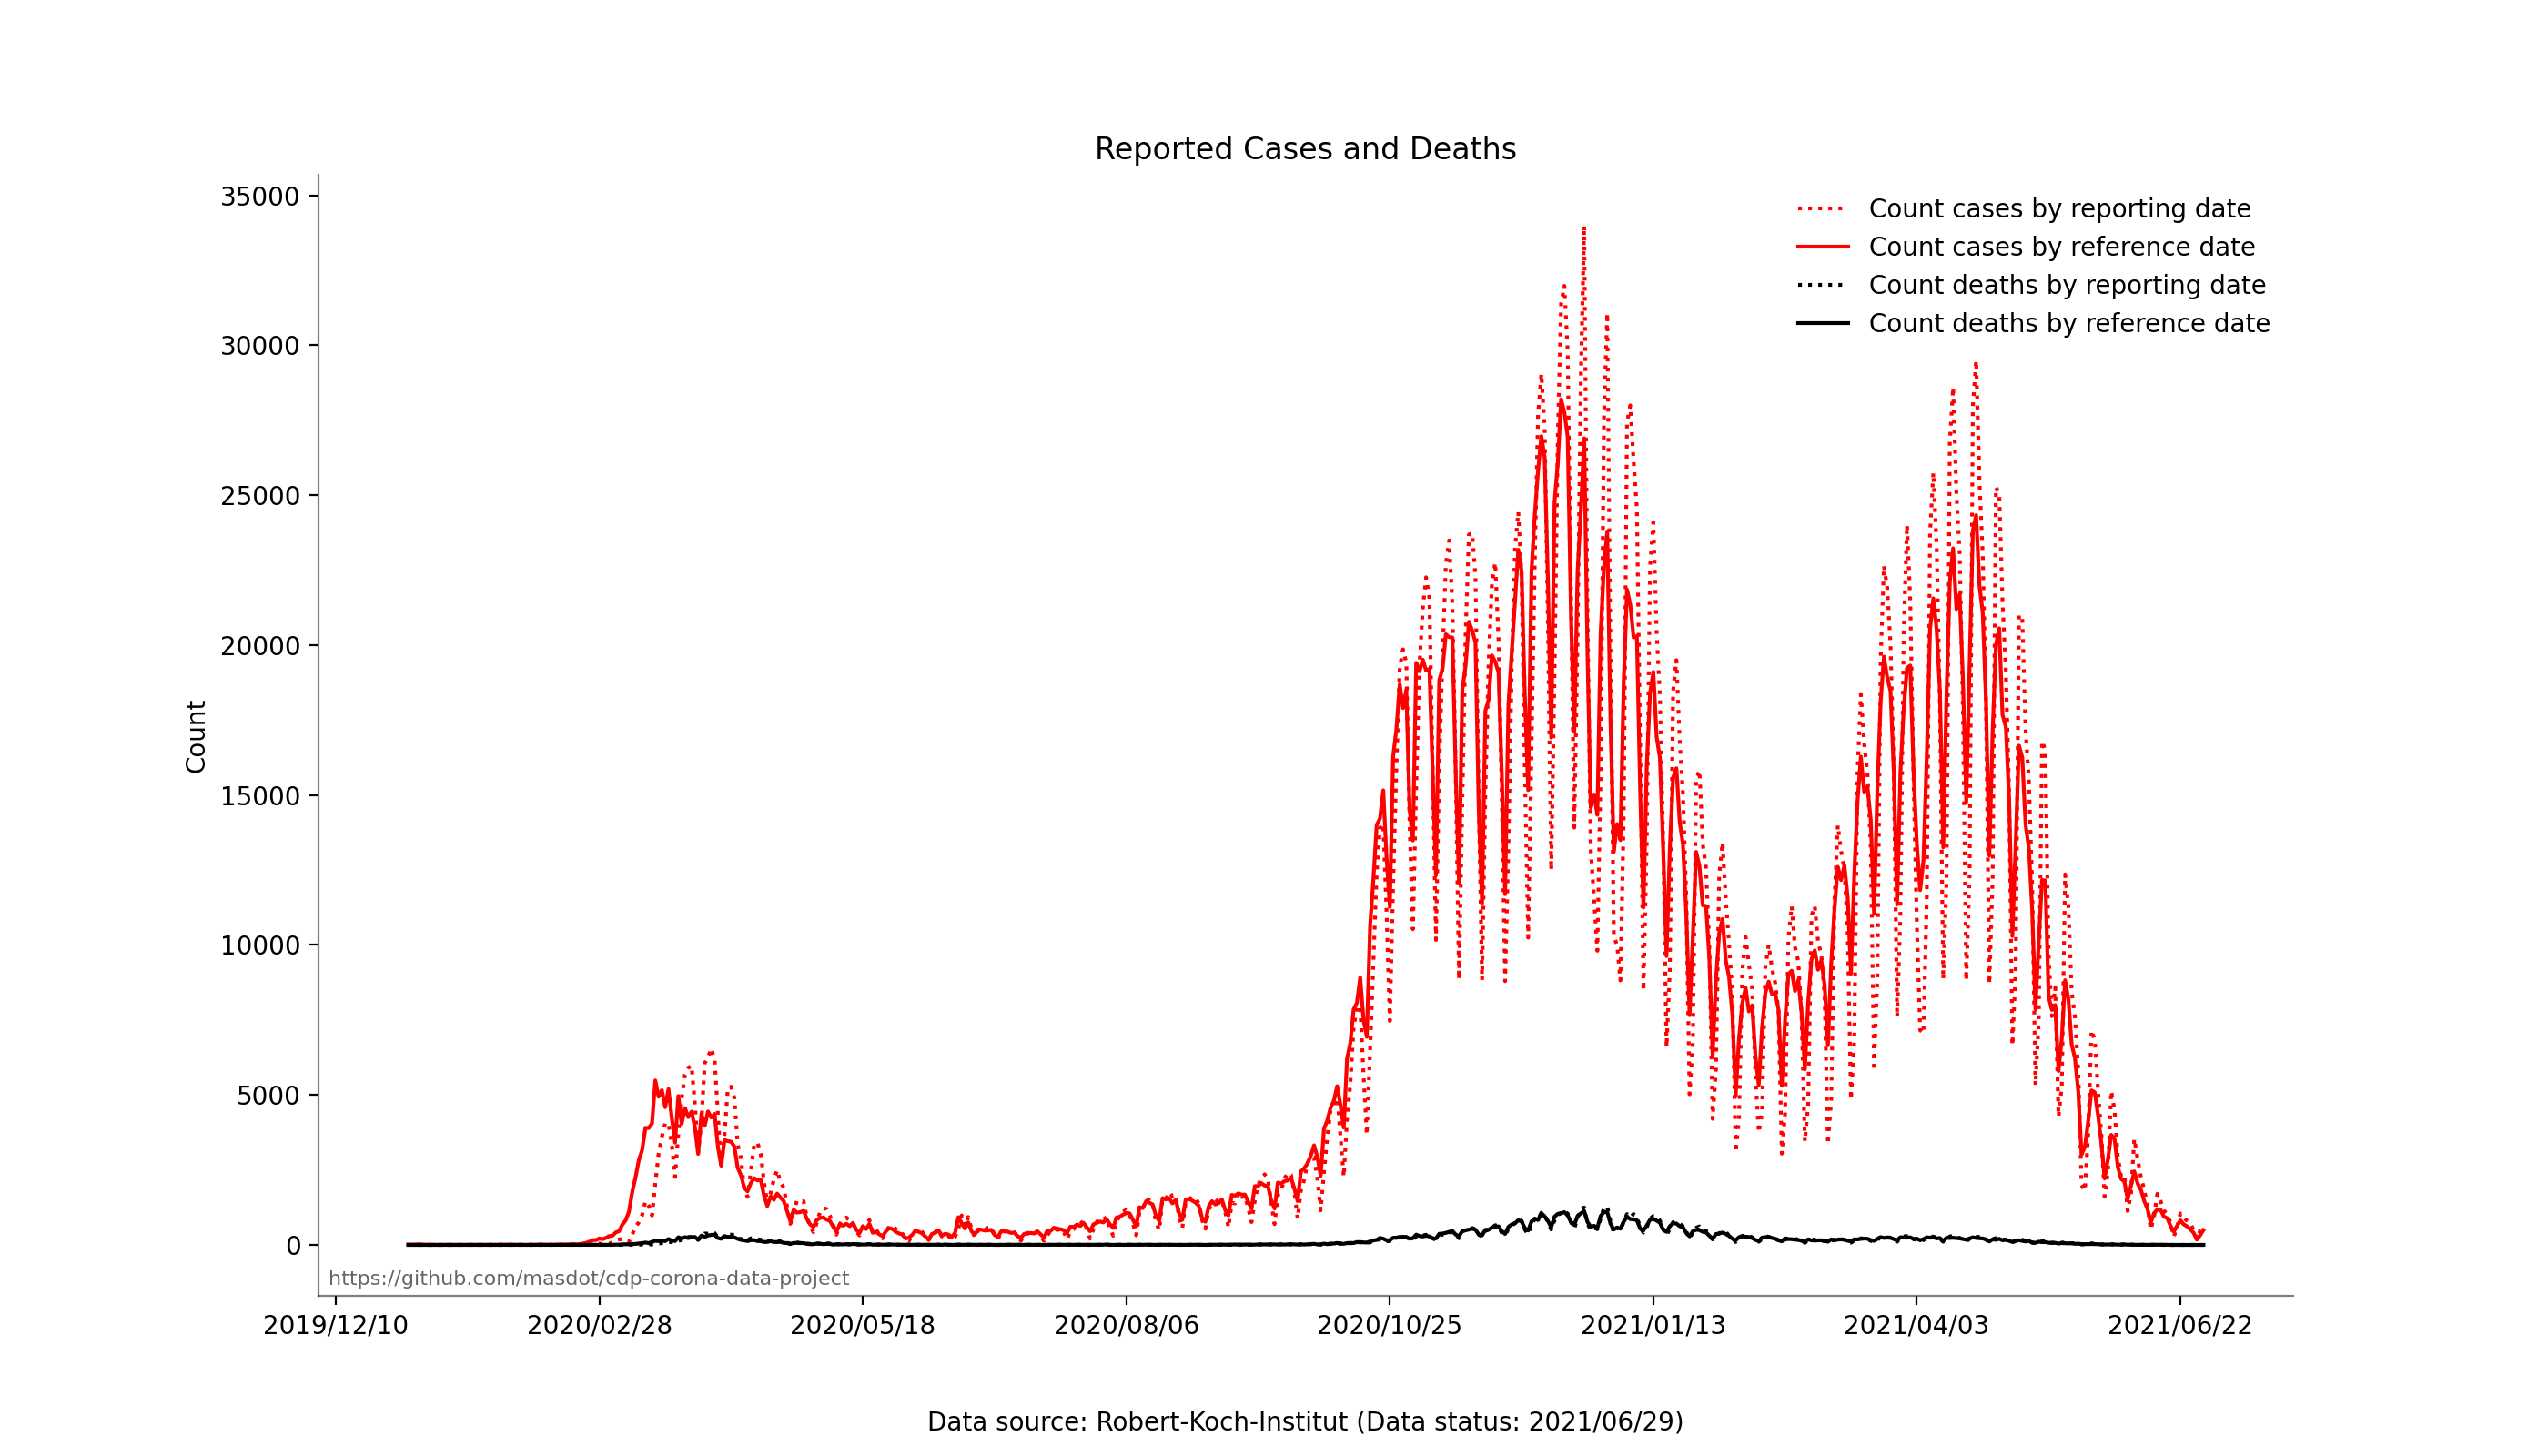 Reported Cases and Deaths
35000
30000
25000
20000
15000
10000
5000
0
Count
Count cases by reporting date
Count cases by reference date
Count deaths by reporting date
Count deaths by reference date
https://github.com/masdot/cdp-corona-data-project
2019/12/10 2020/02/28 2020/05/18 2020/08/06 2020/10/25 2021/01/13 2021/04/03 2021/06/22
Data source: Robert-Koch-Institut (Data status: 2021/06/29)